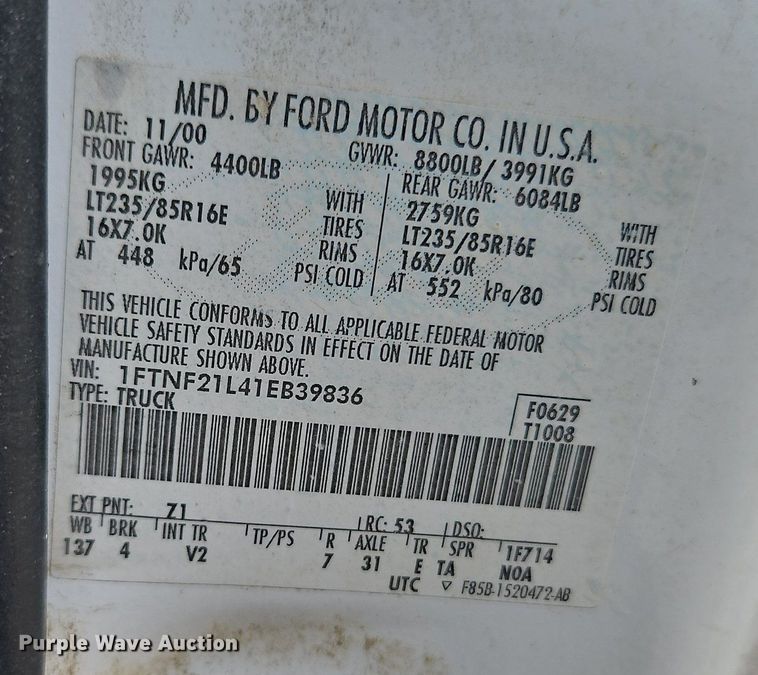 MFD. BY FORD MOTOR CO. IN U.S.A.
DATE: 11/00 GVWR: 8800LB/ 3991KG
FRONT GAWR: 4400LB REAR GAWR: 6084LB
1995KG WITH 2759KG WITH
LT235/85R16E TIRES LT235/85R16E TIRES
16X7.0K RIMS 16X7.0K RIMS
AT 448 kPa/65 PSI COLD AT 552 kPa/80 PSI COLD
THIS VEHICLE CONFORMS TO ALL APPLICABLE FEDERAL MOTOR
VEHICLE SAFETY STANDARDS IN EFFECT ON THE DATE OF
MANUFACTURE SHOWN ABOVE.
VIN: 1FTNF21L41EB39836
TYPE: TRUCK
F0629
T1008
EXT PNT: 71 RC: 53 DSO:
WB BRK INT TR TP/PS R AXLE TR SPR 1F714
137 4 V2 7 31 E TA N0A
UTC ▽ F85B-1520472-AB
Purple Wave Auction